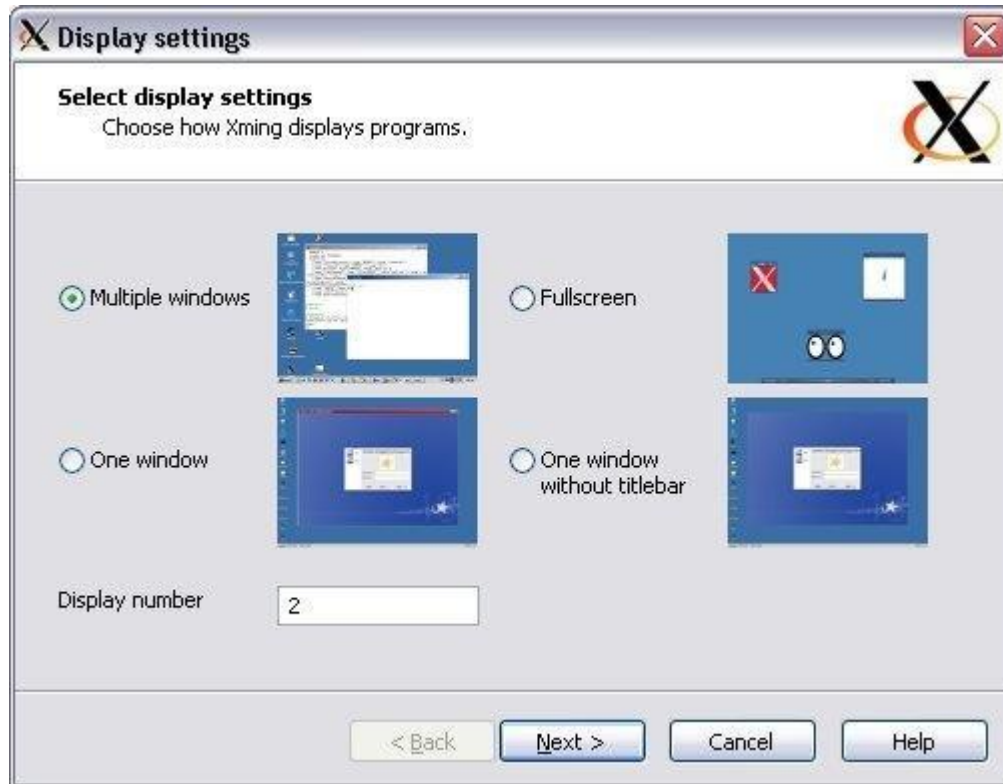 Display settings
Select display settings
Choose how Xming displays programs.
Multiple windows
Fullscreen
One window
One window
without titlebar
Display number
2
< Back
Next >
Cancel
Help